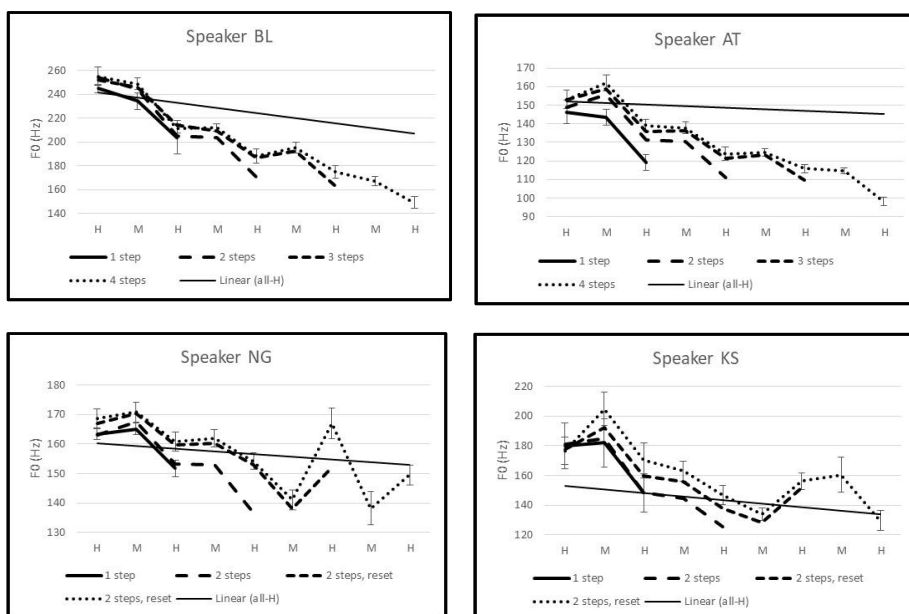 Speaker BL
F0 (Hz)
260
240
220
200
180
160
140
H M H M H M H M H
1 step 2 steps 3 steps
4 steps Linear (all-H)
Speaker AT
F0 (Hz)
170
160
150
140
130
120
110
100
90
H M H M H M H M H
1 step 2 steps 3 steps
4 steps Linear (all-H)
Speaker NG
F0 (Hz)
180
170
160
150
140
130
H M H M H M H M H
1 step 2 steps 2 steps, reset
2 steps, reset Linear (all-H)
Speaker KS
F0 (Hz)
220
200
180
160
140
120
H M H M H M H M H
1 step 2 steps 2 steps, reset
2 steps, reset Linear (all-H)